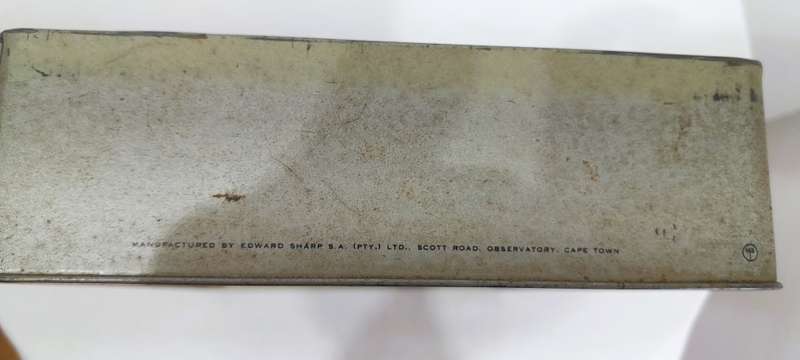 MANUFACTURED BY EDWARD SHARP S.A. (PTY.) LTD., SCOTT ROAD, OBSERVATORY, CAPE TOWN